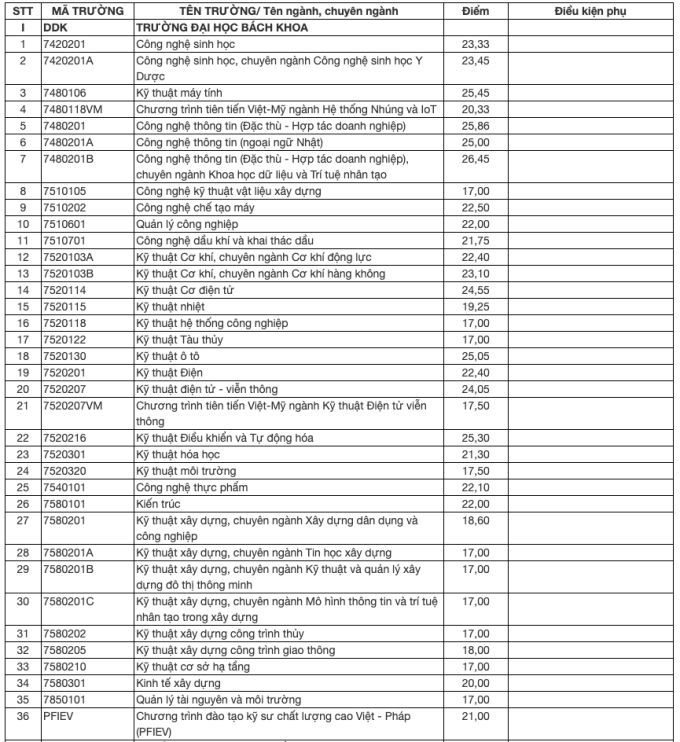 STT MÃ TRƯỜNG TÊN TRƯỜNG/ Tên ngành, chuyên ngành Điểm Điều kiện phụ
I DDK TRƯỜNG ĐẠI HỌC BÁCH KHOA
1 7420201 Công nghệ sinh học 23,33
2 7420201A Công nghệ sinh học, chuyên ngành Công nghệ sinh học Y 23,45
Dược
3 7480106 Kỹ thuật máy tính 25,45
4 7480118VM Chương trình tiên tiến Việt-Mỹ ngành Hệ thống Nhúng và IoT 20,33
5 7480201 Công nghệ thông tin (Đặc thù - Hợp tác doanh nghiệp) 25,86
6 7480201A Công nghệ thông tin (ngoại ngữ Nhật) 25,00
7 7480201B Công nghệ thông tin (Đặc thù - Hợp tác doanh nghiệp), 26,45
chuyên ngành Khoa học dữ liệu và Trí tuệ nhân tạo
8 7510105 Công nghệ kỹ thuật vật liệu xây dựng 17,00
9 7510202 Công nghệ chế tạo máy 22,50
10 7510601 Quản lý công nghiệp 22,00
11 7510701 Công nghệ dầu khí và khai thác dầu 21,75
12 7520103A Kỹ thuật Cơ khí, chuyên ngành Cơ khí động lực 22,40
13 7520103B Kỹ thuật Cơ khí, chuyên ngành Cơ khí hàng không 23,10
14 7520114 Kỹ thuật Cơ điện tử 24,55
15 7520115 Kỹ thuật nhiệt 19,25
16 7520118 Kỹ thuật hệ thống công nghiệp 17,00
17 7520122 Kỹ thuật Tàu thủy 17,00
18 7520130 Kỹ thuật ô tô 25,05
19 7520201 Kỹ thuật Điện 22,40
20 7520207 Kỹ thuật điện tử - viễn thông 24,05
21 7520207VM Chương trình tiên tiến Việt-Mỹ ngành Kỹ thuật Điện tử viễn 17,50
thông
22 7520216 Kỹ thuật Điều khiển và Tự động hóa 25,30
23 7520301 Kỹ thuật hóa học 21,30
24 7520320 Kỹ thuật môi trường 17,50
25 7540101 Công nghệ thực phẩm 22,10
26 7580101 Kiến trúc 22,00
27 7580201 Kỹ thuật xây dựng, chuyên ngành Xây dựng dân dụng và 18,60
công nghiệp
28 7580201A Kỹ thuật xây dựng, chuyên ngành Tin học xây dựng 17,00
29 7580201B Kỹ thuật xây dựng, chuyên ngành Kỹ thuật và quản lý xây 17,00
dựng đô thị thông minh
30 7580201C Kỹ thuật xây dựng, chuyên ngành Mô hình thông tin và trí tuệ 17,00
nhân tạo trong xây dựng
31 7580202 Kỹ thuật xây dựng công trình thủy 17,00
32 7580205 Kỹ thuật xây dựng công trình giao thông 18,00
33 7580210 Kỹ thuật cơ sở hạ tầng 17,00
34 7580301 Kinh tế xây dựng 20,00
35 7850101 Quản lý tài nguyên và môi trường 17,00
36 PFIEV Chương trình đào tạo kỹ sư chất lượng cao Việt - Pháp 21,00
(PFIEV)